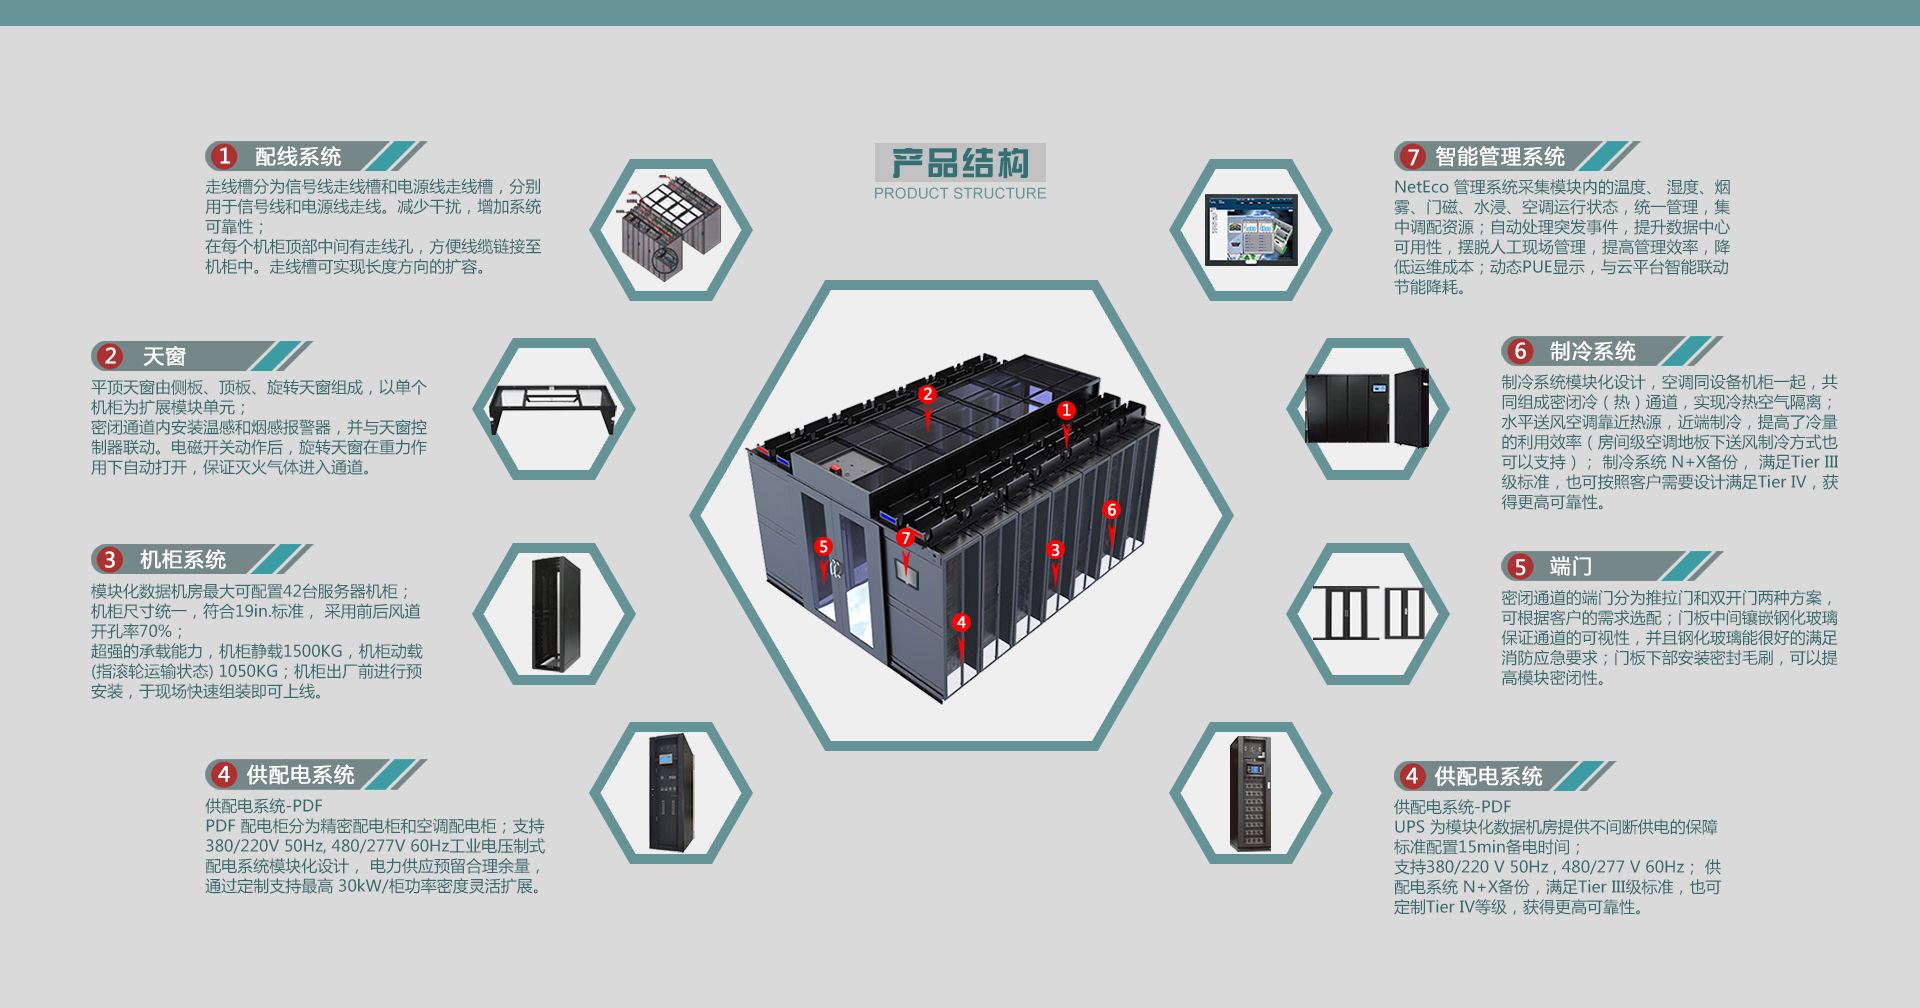 产品结构
PRODUCT STRUCTURE
1 配线系统
走线槽分为信号线走线槽和电源线走线槽，分别
用于信号线和电源线走线。减少干扰，增加系统
可靠性；
在每个机柜顶部中间有走线孔，方便线缆链接至
机柜中。走线槽可实现长度方向的扩容。
2 天窗
平顶天窗由侧板、顶板、旋转天窗组成，以单个
机柜为扩展模块单元；
密闭通道内安装温感和烟感报警器，并与天窗控
制器联动。电磁开关动作后，旋转天窗在重力作
用下自动打开，保证灭火气体进入通道。
3 机柜系统
模块化数据机房最大可配置42台服务器机柜；
机柜尺寸统一，符合19in.标准， 采用前后风道
开孔率70%；
超强的承载能力，机柜静载1500KG，机柜动载
(指滚轮运输状态) 1050KG；机柜出厂前进行预
安装，于现场快速组装即可上线。
4 供配电系统
供配电系统-PDF
PDF 配电柜分为精密配电柜和空调配电柜；支持
380/220V 50Hz, 480/277V 60Hz工业电压制式
配电系统模块化设计， 电力供应预留合理余量，
通过定制支持最高 30kW/柜功率密度灵活扩展。
2
1
6
7
5
3
4
7 智能管理系统
NetEco 管理系统采集模块内的温度、 湿度、烟
雾、门磁、水浸、空调运行状态，统一管理，集
中调配资源；自动处理突发事件，提升数据中心
可用性，摆脱人工现场管理，提高管理效率，降
低运维成本；动态PUE显示，与云平台智能联动
节能降耗。
6 制冷系统
制冷系统模块化设计，空调同设备机柜一起，共
同组成密闭冷（热）通道，实现冷热空气隔离；
水平送风空调靠近热源，近端制冷，提高了冷量
的利用效率（房间级空调地板下送风制冷方式也
可以支持）； 制冷系统 N+X备份， 满足Tier III
级标准，也可按照客户需要设计满足Tier IV，获
得更高可靠性。
5 端门
密闭通道的端门分为推拉门和双开门两种方案，
可根据客户的需求选配；门板中间镶嵌钢化玻璃
保证通道的可视性，并且钢化玻璃能很好的满足
消防应急要求；门板下部安装密封毛刷，可以提
高模块密闭性。
4 供配电系统
供配电系统-PDF
UPS 为模块化数据机房提供不间断供电的保障
标准配置15min备电时间；
支持380/220 V 50Hz , 480/277 V 60Hz； 供
配电系统 N+X备份，满足Tier III级标准，也可
定制Tier IV等级，获得更高可靠性。